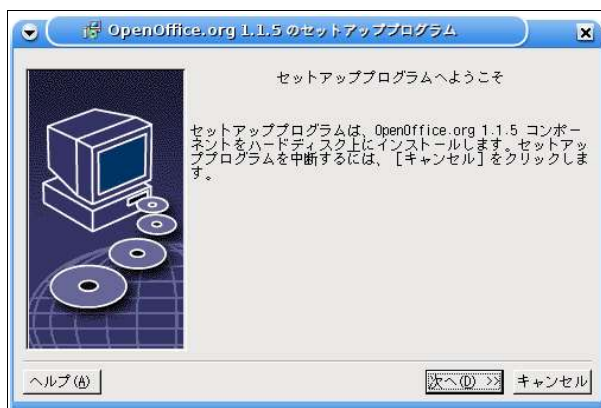 OpenOffice.org 1.1.5 のセットアッププログラム
セットアッププログラムへようこそ
セットアッププログラムは、OpenOffice.org 1.1.5 コンポー
ネントをハードディスク上にインストールします。セットアッ
ププログラムを中断するには、［キャンセル］をクリックしま
す。
ヘルプ(A)
次へ(D) >>
キャンセル